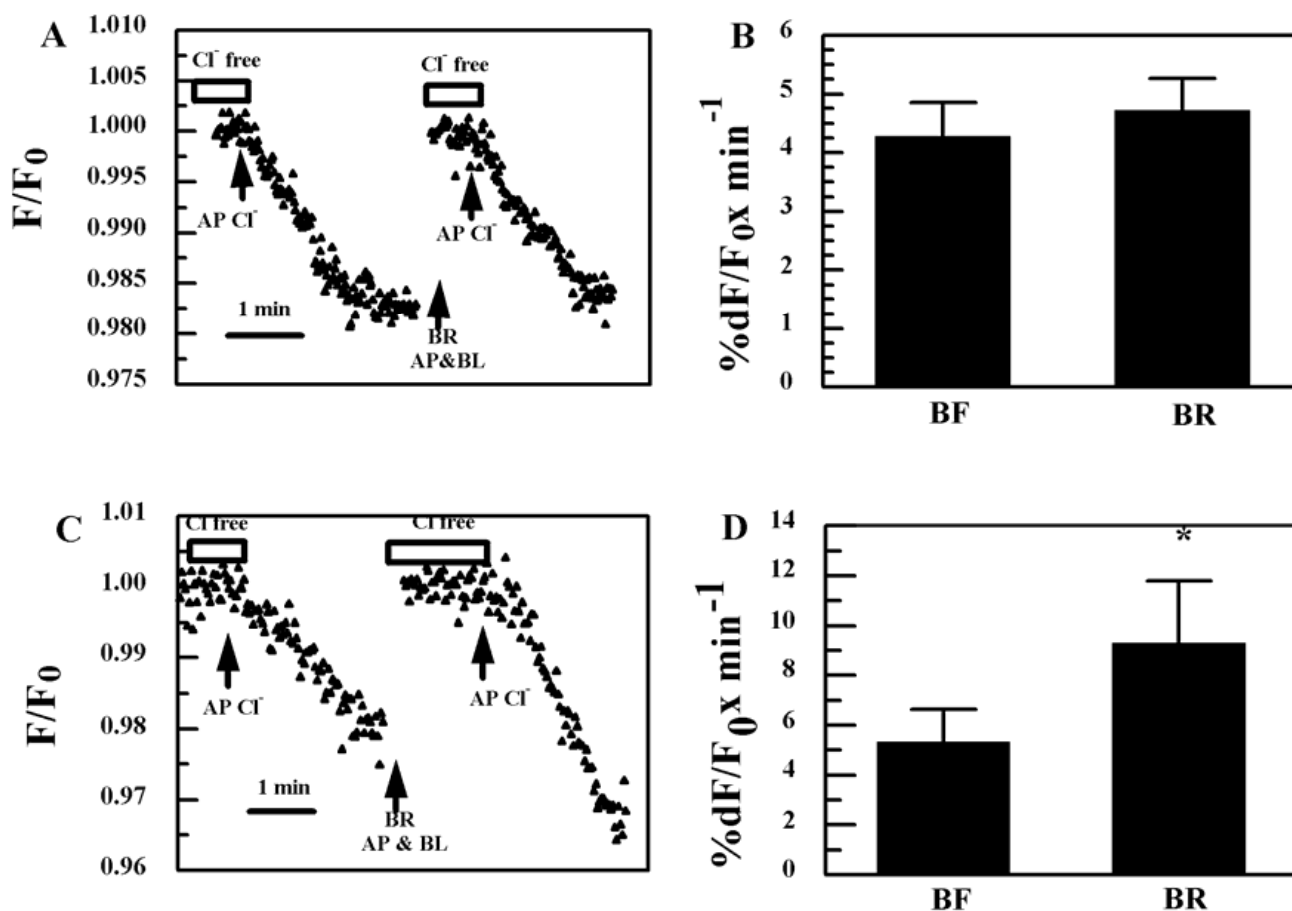 A
1.010
1.005
1.000
0.995
0.990
0.985
0.980
0.975
F/F₀
Cl⁻ free
Cl⁻ free
AP Cl⁻
AP Cl⁻
1 min
BR
AP&BL
B
6
5
4
4
2
1
0
%dF/F₀x min⁻¹
BF
BR
C
1.01
1.00
0.99
0.98
0.97
0.96
F/F₀
Cl free
Cl free
AP Cl⁻
AP Cl⁻
1 min
BR
AP & BL
D
14
12
10
8
6
4
2
0
%dF/F₀x min⁻¹
*
BF
BR